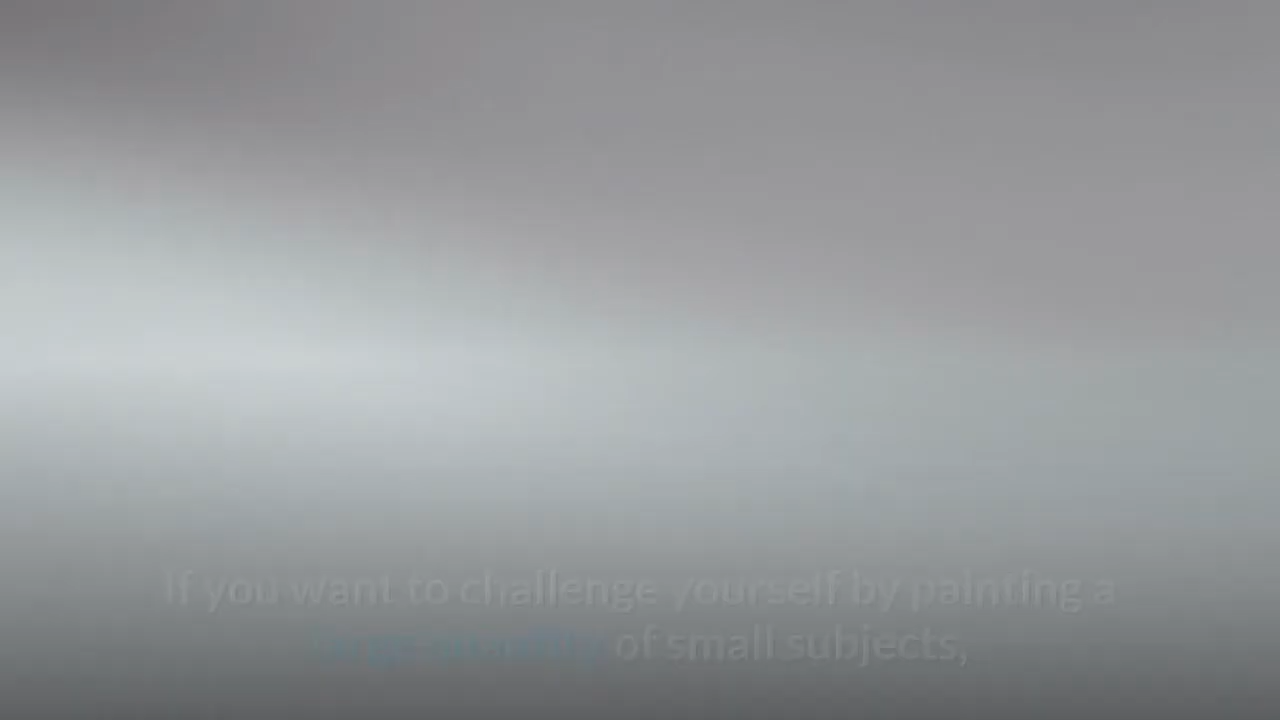 If you want to challenge yourself by painting a
large quantity of small subjects,